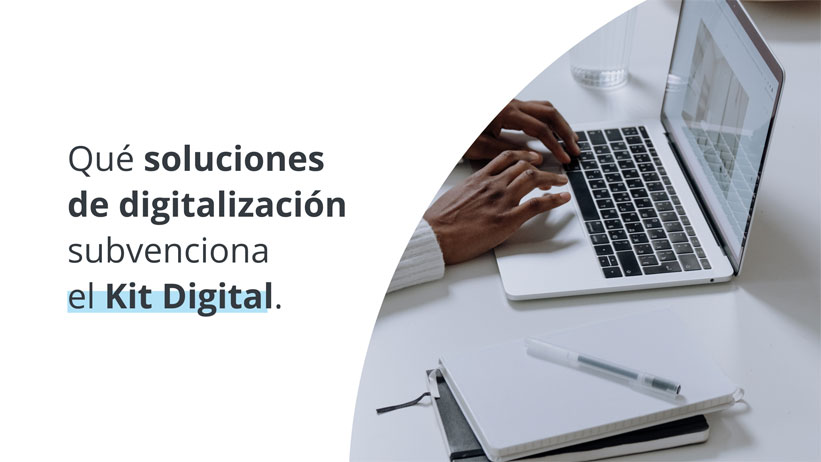 Qué soluciones
de digitalización
subvenciona
el Kit Digital.